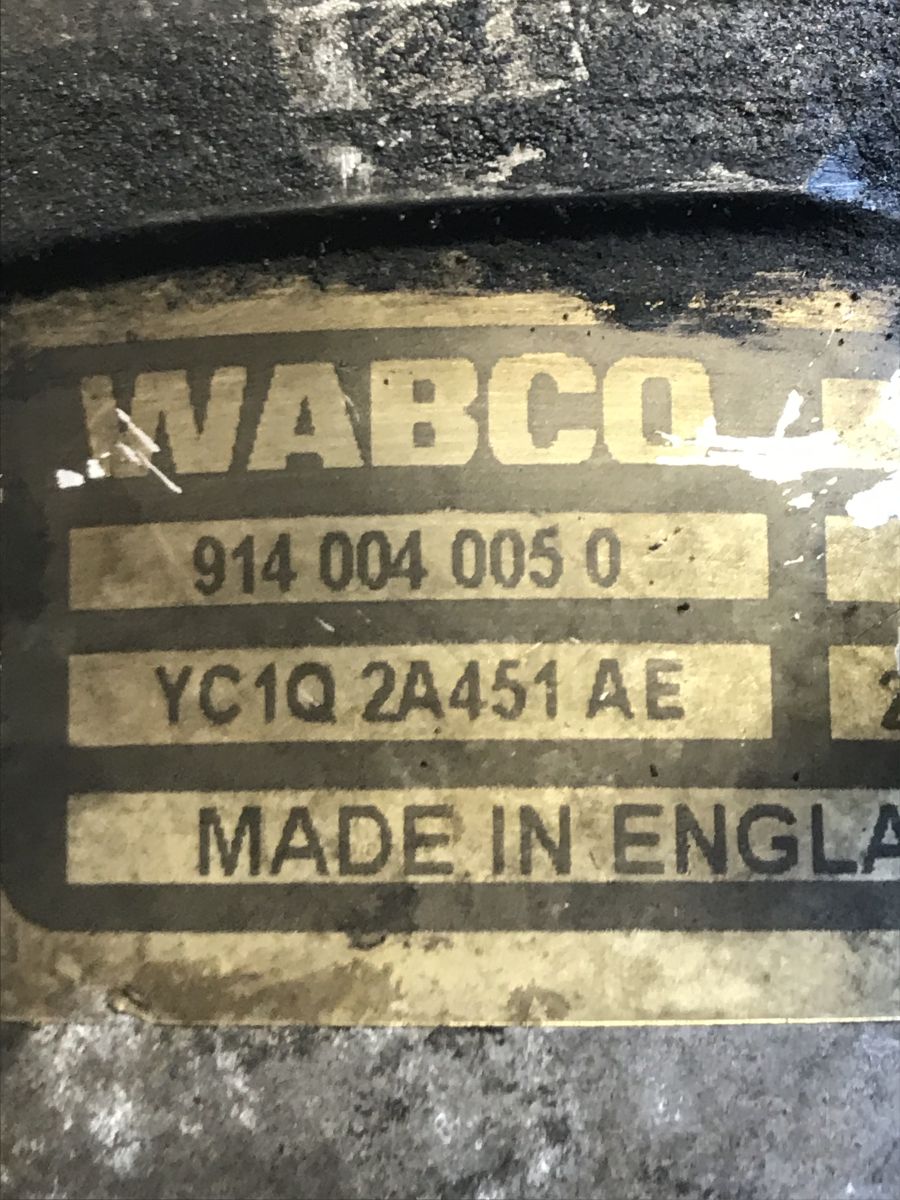 WABCO
914 004 005 0
YC1Q 2A451 AE
MADE IN ENGLA